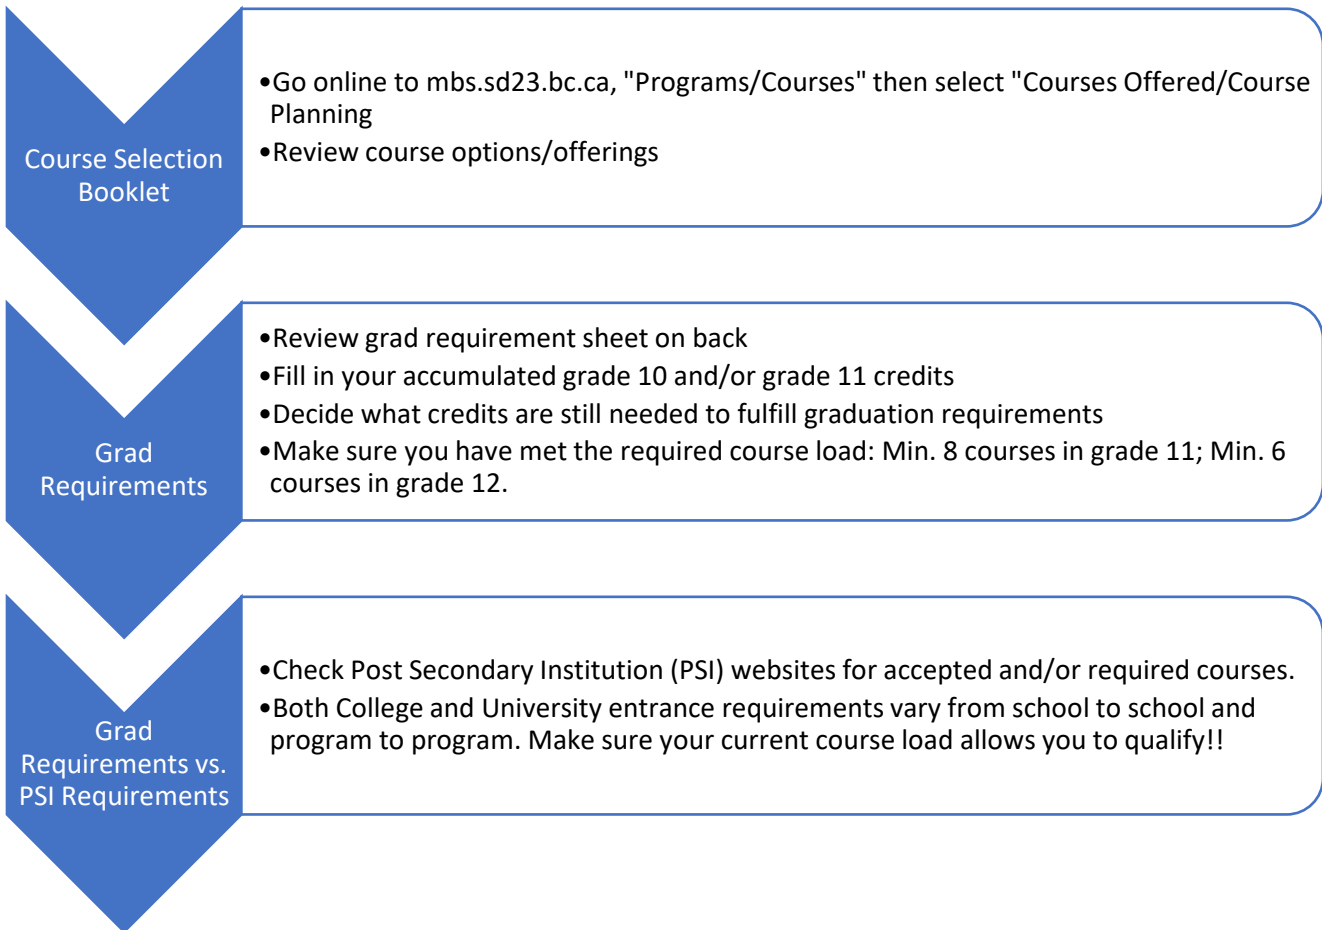 Course Selection
Booklet
•Go online to mbs.sd23.bc.ca, "Programs/Courses" then select "Courses Offered/Course
Planning
•Review course options/offerings
Grad
Requirements
•Review grad requirement sheet on back
•Fill in your accumulated grade 10 and/or grade 11 credits
•Decide what credits are still needed to fulfill graduation requirements
•Make sure you have met the required course load: Min. 8 courses in grade 11; Min. 6
courses in grade 12.
Grad
Requirements vs.
PSI Requirements
•Check Post Secondary Institution (PSI) websites for accepted and/or required courses.
•Both College and University entrance requirements vary from school to school and
program to program. Make sure your current course load allows you to qualify!!